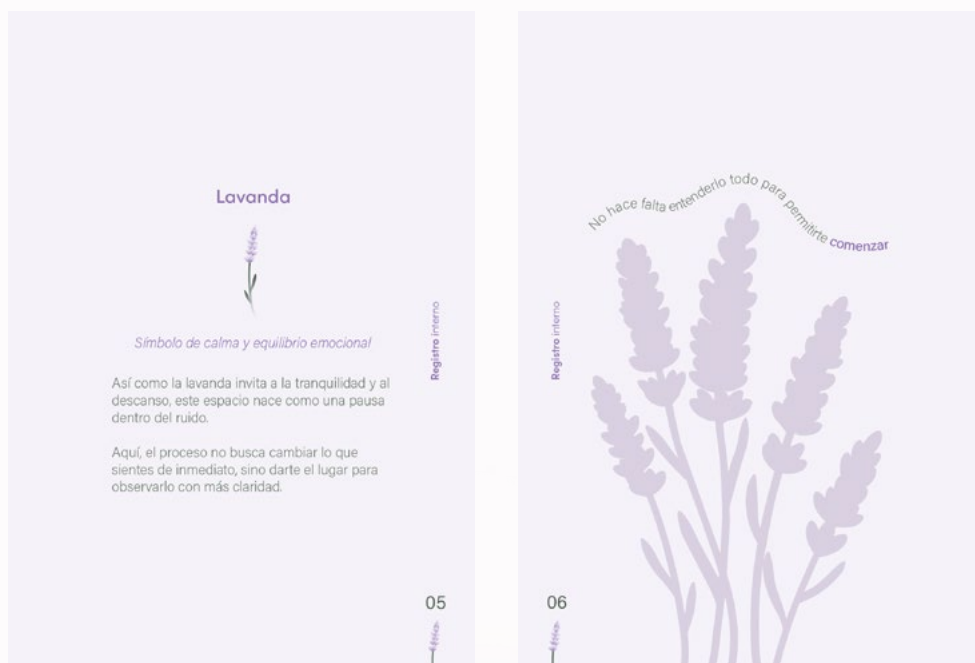 Lavanda
Símbolo de calma y equilibrio emocional
Así como la lavanda invita a la tranquilidad y al
descanso, este espacio nace como una pausa
dentro del ruido.
Aquí, el proceso no busca cambiar lo que
sientes de inmediato, sino darte el lugar para
observarlo con más claridad.
Registro interno
05
No hace falta entenderlo todo para permitirte comenzar
Registro interno
06